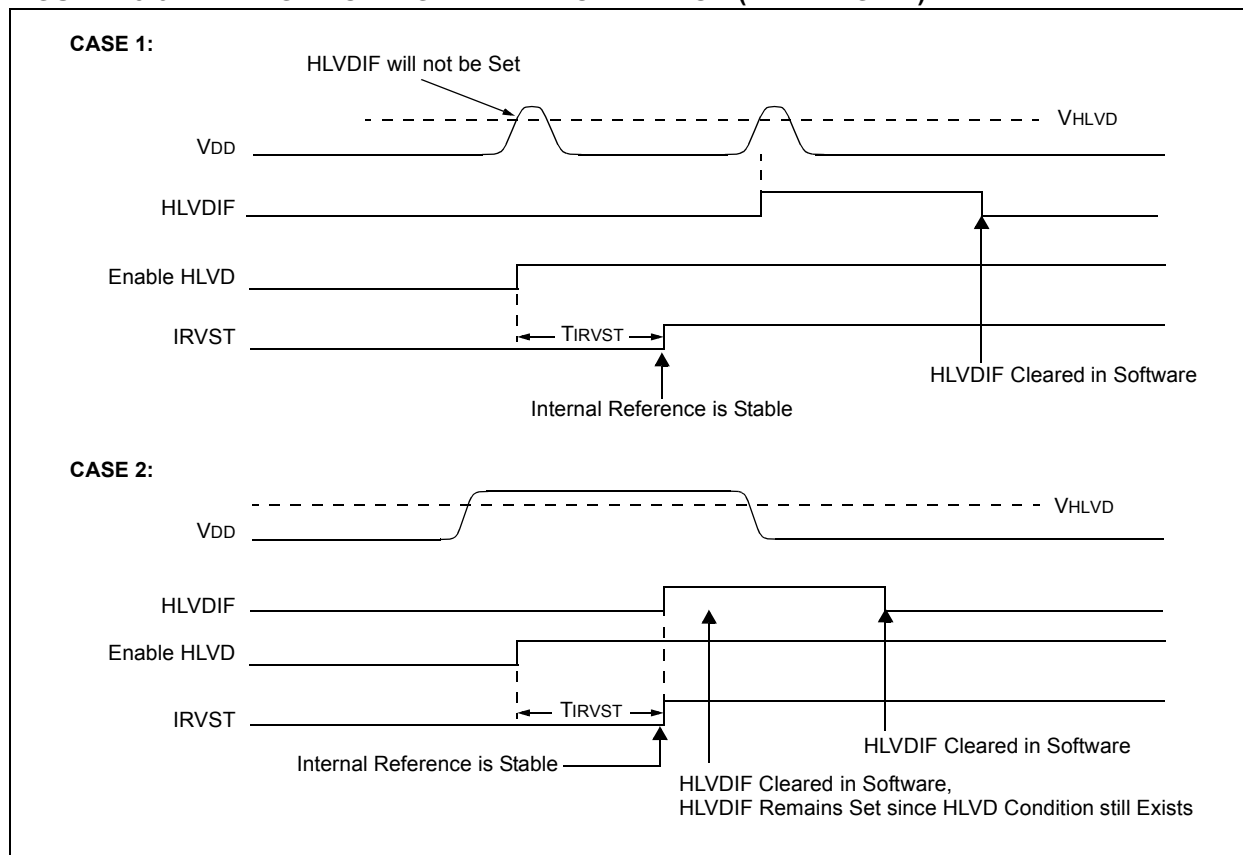 CASE 1:
HLVDIF will not be Set
VHLVD
VDD
HLVDIF
Enable HLVD
TIRVST
IRVST
HLVDIF Cleared in Software
Internal Reference is Stable
CASE 2:
VHLVD
VDD
HLVDIF
Enable HLVD
TIRVST
IRVST
HLVDIF Cleared in Software
Internal Reference is Stable
HLVDIF Cleared in Software,
HLVDIF Remains Set since HLVD Condition still Exists